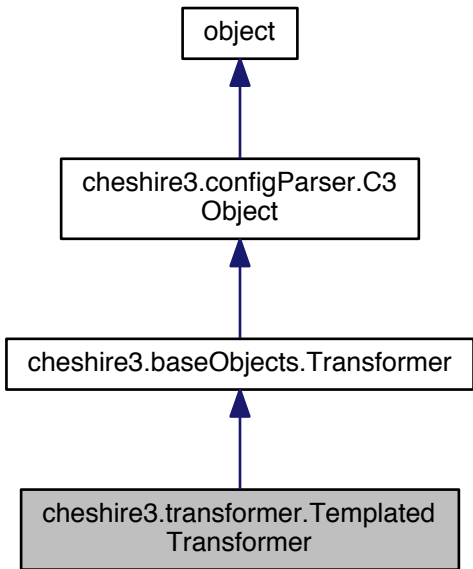 object
cheshire3.configParser.C3
Object
cheshire3.baseObjects.Transformer
cheshire3.transformer.Templated
Transformer